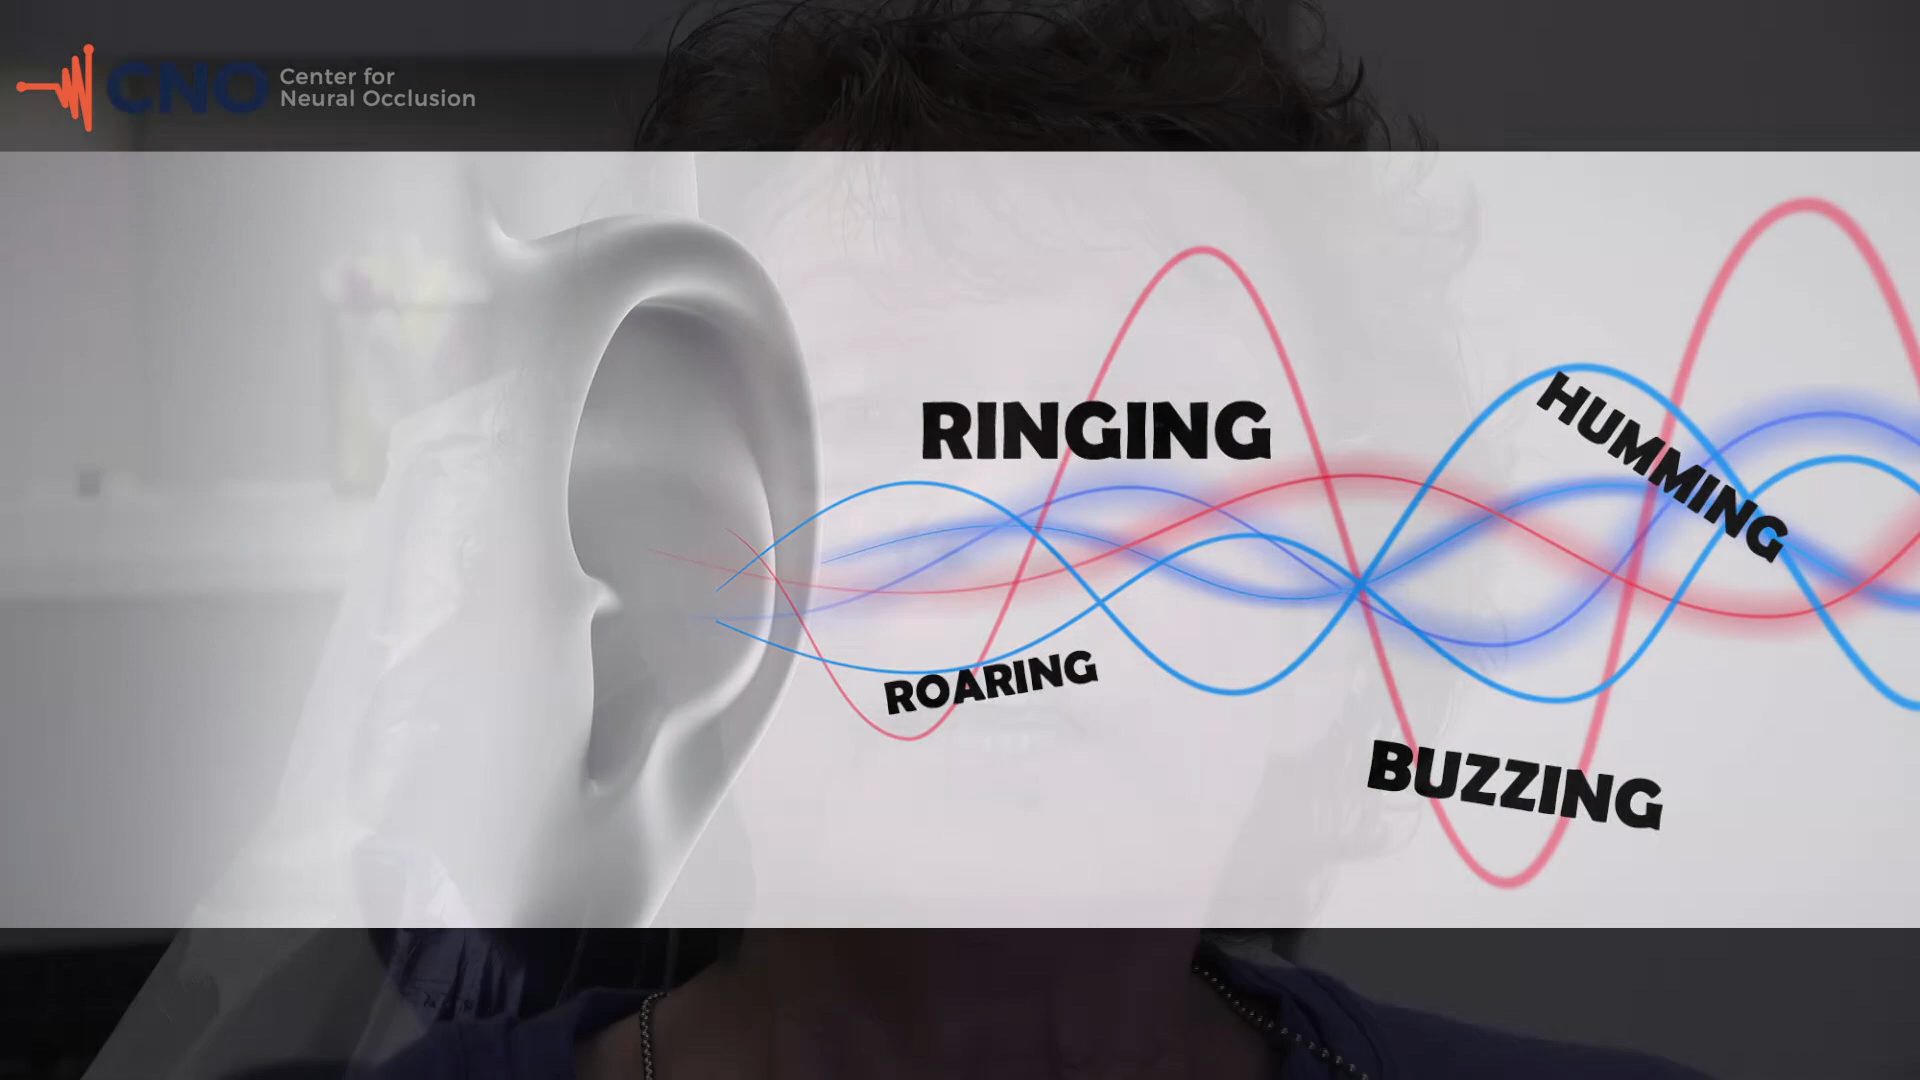 CNO
Center for
Neural Occlusion
RINGING
HUMMING
ROARING
BUZZING